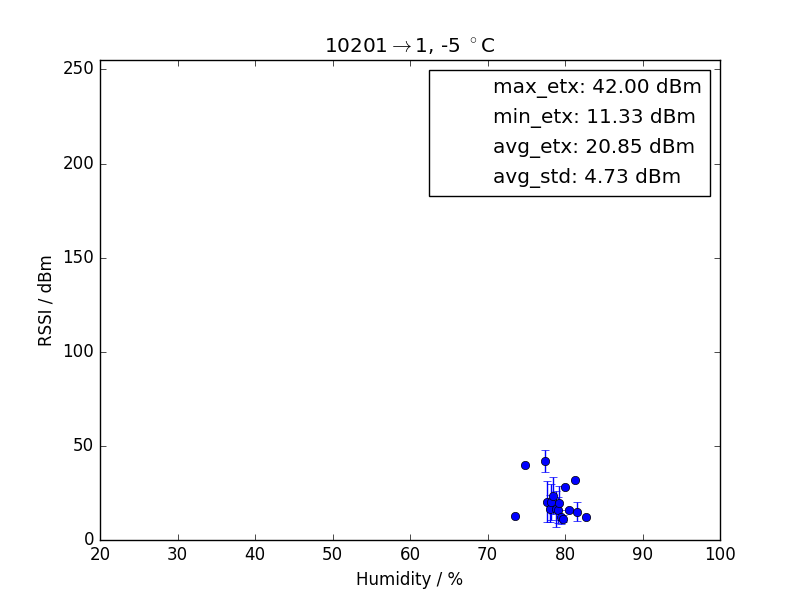 10201→1, -5 °C
max_etx: 42.00 dBm
min_etx: 11.33 dBm
avg_etx: 20.85 dBm
avg_std: 4.73 dBm
RSSI / dBm
250
200
150
100
50
0
20 30 40 50 60 70 80 90 100
Humidity / %